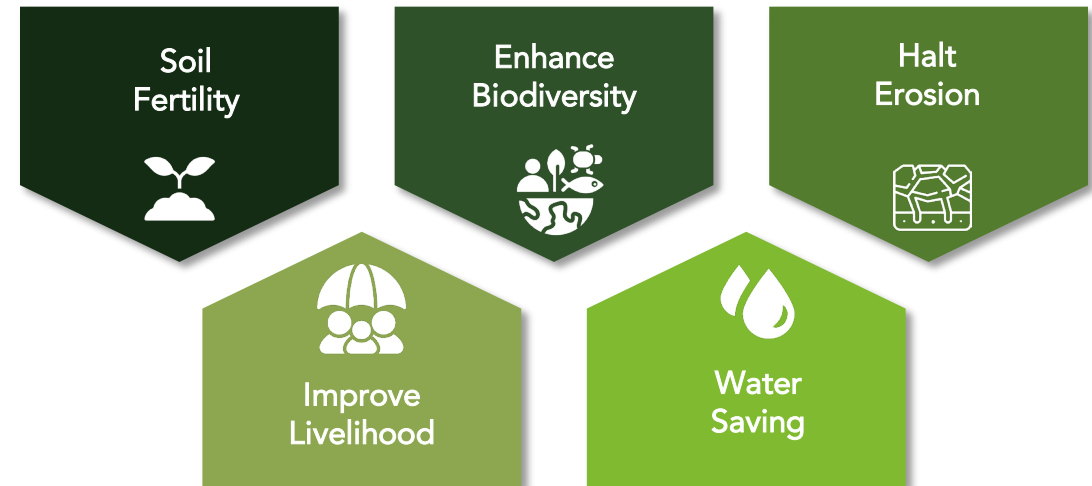 Soil
Fertility
Enhance
Biodiversity
Halt
Erosion
Improve
Livelihood
Water
Saving